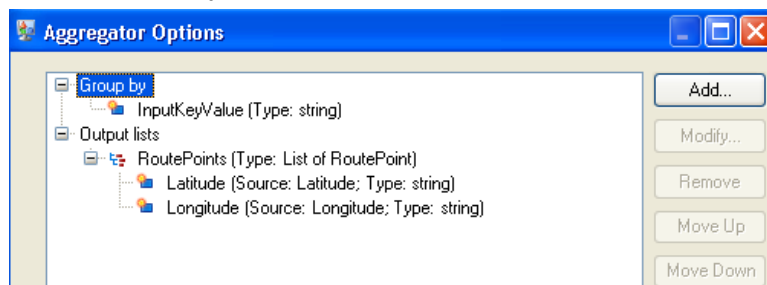 Aggregator Options
Group by
InputKeyValue (Type: string)
Output lists
RoutePoints (Type: List of RoutePoint)
Latitude (Source: Latitude; Type: string)
Longitude (Source: Longitude; Type: string)
Add...
Modify...
Remove
Move Up
Move Down